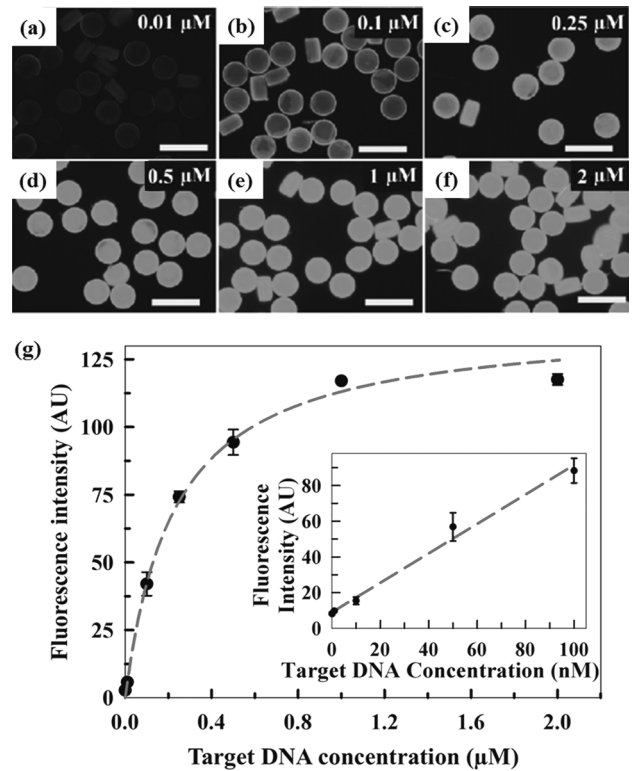 (a) 0.01 µM
(b) 0.1 µM
(c) 0.25 µM
(d) 0.5 µM
(e) 1 µM
(f) 2 µM
(g)
Fluorescence intensity (AU)
125
100
75
50
25
0
0.0 0.4 0.8 1.2 1.6 2.0
Target DNA concentration (µM)
Fluorescence
Intensity (AU)
80
60
40
20
0
0 20 40 60 80 100
Target DNA Concentration (nM)